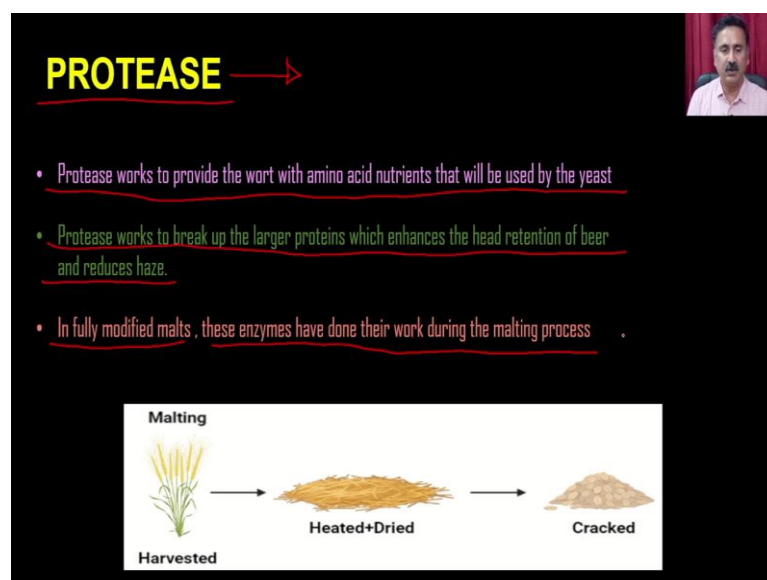 PROTEASE
• Protease works to provide the wort with amino acid nutrients that will be used by the yeast
• Protease works to break up the larger proteins which enhances the head retention of beer
and reduces haze.
• In fully modified malts , these enzymes have done their work during the malting process .
Malting
Harvested
Heated+Dried
Cracked